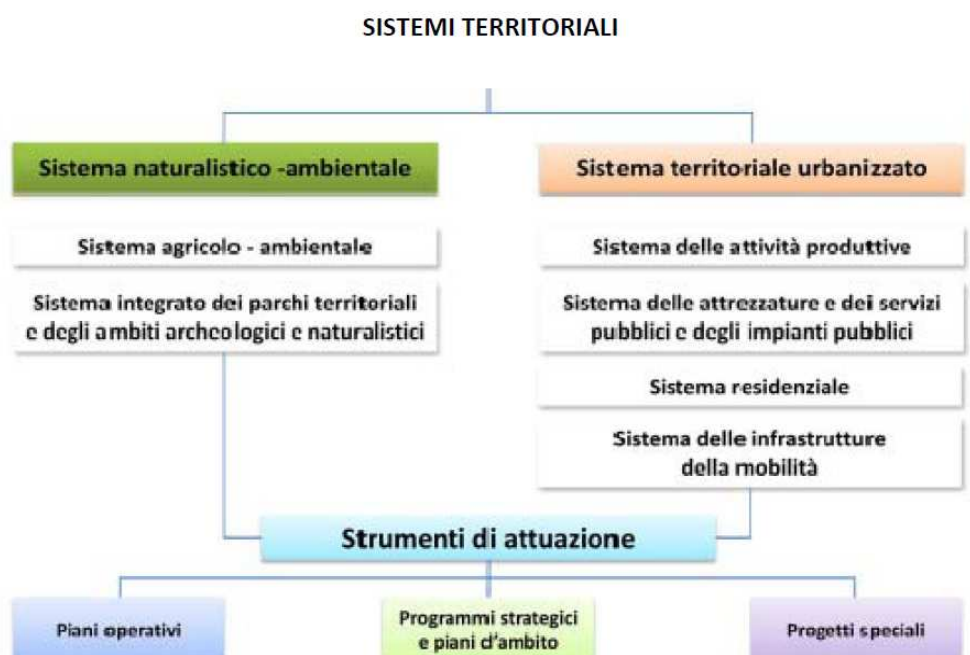 SISTEMI TERRITORIALI
Sistema naturalistico -ambientale
Sistema agricolo - ambientale
Sistema integrato dei parchi territoriali
e degli ambiti archeologici e naturalistici
Sistema territoriale urbanizzato
Sistema delle attività produttive
Sistema delle attrezzature e dei servizi
pubblici e degli impianti pubblici
Sistema residenziale
Sistema delle infrastrutture
della mobilità
Strumenti di attuazione
Piani operativi
Programmi strategici
e piani d'ambito
Progetti speciali